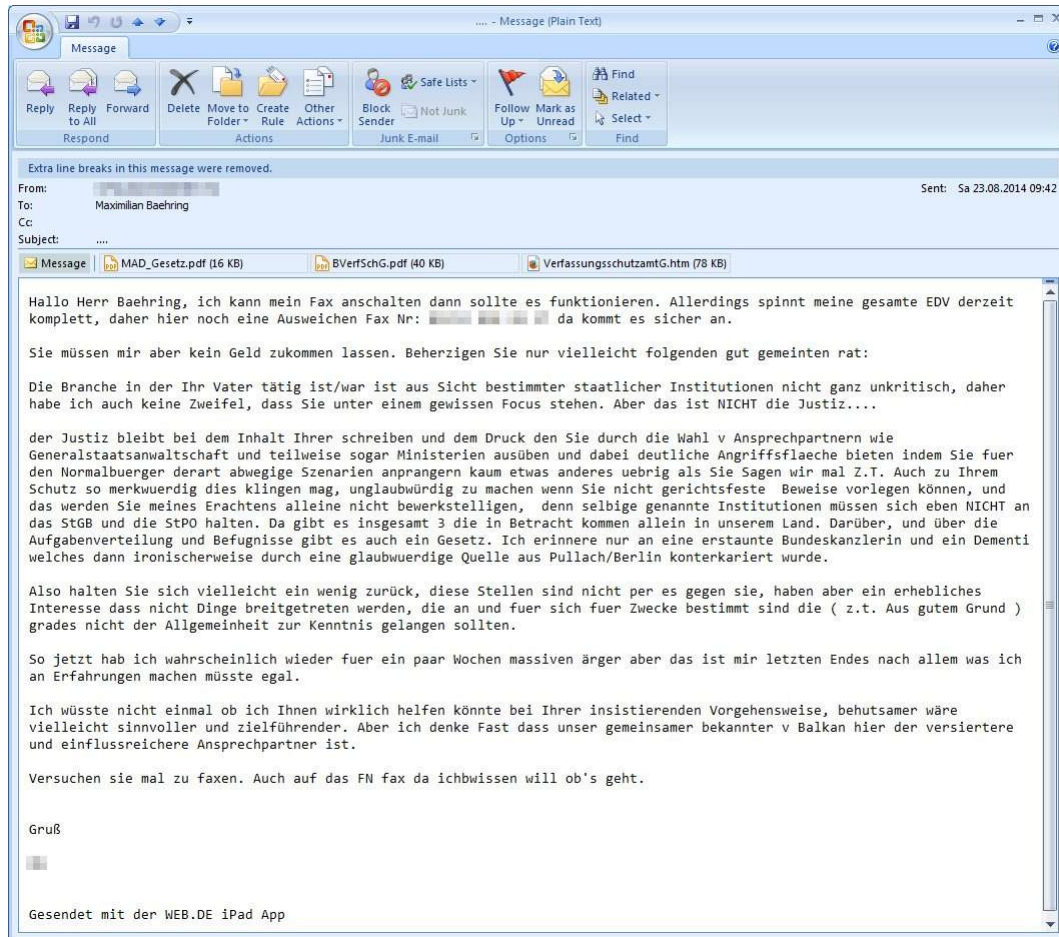 .... - Message (Plain Text)
Message
Reply
Reply to All
Forward
Respond
Delete
Move to Folder
Create Rule
Other Actions
Actions
Block Sender
Safe Lists
Not Junk
Junk E-mail
Follow Up
Mark as Unread
Options
Find
Related
Select
Find
Extra line breaks in this message were removed.
From:
Sent: Sa 23.08.2014 09:42
To: Maximilian Baehring
Cc:
Subject: ....
Message
MAD_Gesetz.pdf (16 KB)
BVerfSchG.pdf (40 KB)
VerfassungsschutzamtG.htm (78 KB)
Hallo Herr Baehring, ich kann mein Fax anschalten dann sollte es funktionieren. Allerdings spinnt meine gesamte EDV derzeit
komplett, daher hier noch eine Ausweichen Fax Nr: da kommt es sicher an.
Sie müssen mir aber kein Geld zukommen lassen. Beherzigen Sie nur vielleicht folgenden gut gemeinten rat:
Die Branche in der Ihr Vater tätig ist/war ist aus Sicht bestimmter staatlicher Institutionen nicht ganz unkritisch, daher
habe ich auch keine Zweifel, dass Sie unter einem gewissen Focus stehen. Aber das ist NICHT die Justiz....
der Justiz bleibt bei dem Inhalt Ihrer schreiben und dem Druck den Sie durch die Wahl v Ansprechpartnern wie
Generalstaatsanwaltschaft und teilweise sogar Ministerien ausüben und dabei deutliche Angriffsflaeche bieten indem Sie fuer
den Normalbuerger derart abwegige Szenarien anprangern kaum etwas anderes uebrig als Sie Sagen wir mal Z.T. Auch zu Ihrem
Schutz so merkwuerdig dies klingen mag, unglaubwürdig zu machen wenn Sie nicht gerichtsfeste Beweise vorlegen können, und
das werden Sie meines Erachtens alleine nicht bewerkstelligen, denn selbige genannte Institutionen müssen sich eben NICHT an
das StGB und die StPO halten. Da gibt es insgesamt 3 die in Betracht kommen allein in unserem Land. Darüber, und über die
Aufgabenverteilung und Befugnisse gibt es auch ein Gesetz. Ich erinnere nur an eine erstaunte Bundeskanzlerin und ein Dementi
welches dann ironischerweise durch eine glaubwuerdige Quelle aus Pullach/Berlin konterkariert wurde.
Also halten Sie sich vielleicht ein wenig zurück, diese Stellen sind nicht per es gegen sie, haben aber ein erhebliches
Interesse dass nicht Dinge breitgetreten werden, die an und fuer sich fuer Zwecke bestimmt sind die ( z.t. Aus gutem Grund )
grades nicht der Allgemeinheit zur Kenntnis gelangen sollten.
So jetzt hab ich wahrscheinlich wieder fuer ein paar Wochen massiven ärger aber das ist mir letzten Endes nach allem was ich
an Erfahrungen machen müsste egal.
Ich wüsste nicht einmal ob ich Ihnen wirklich helfen könnte bei Ihrer insistierenden Vorgehensweise, behutsamer wäre
vielleicht sinnvoller und zielführender. Aber ich denke Fast dass unser gemeinsamer bekannter v Balkan hier der versiertere
und einflussreichere Ansprechpartner ist.
Versuchen sie mal zu faxen. Auch auf das FN fax da ichbwissen will ob's geht.
Gruß
Gesendet mit der WEB.DE iPad App